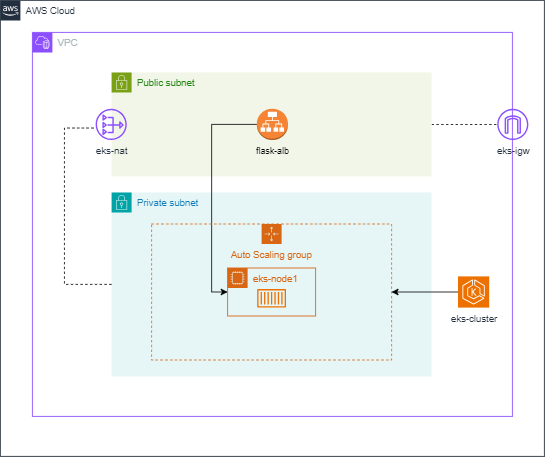 aws
AWS Cloud
VPC
Public subnet
eks-nat
flask-alb
eks-igw
Private subnet
Auto Scaling group
eks-node1
K
eks-cluster